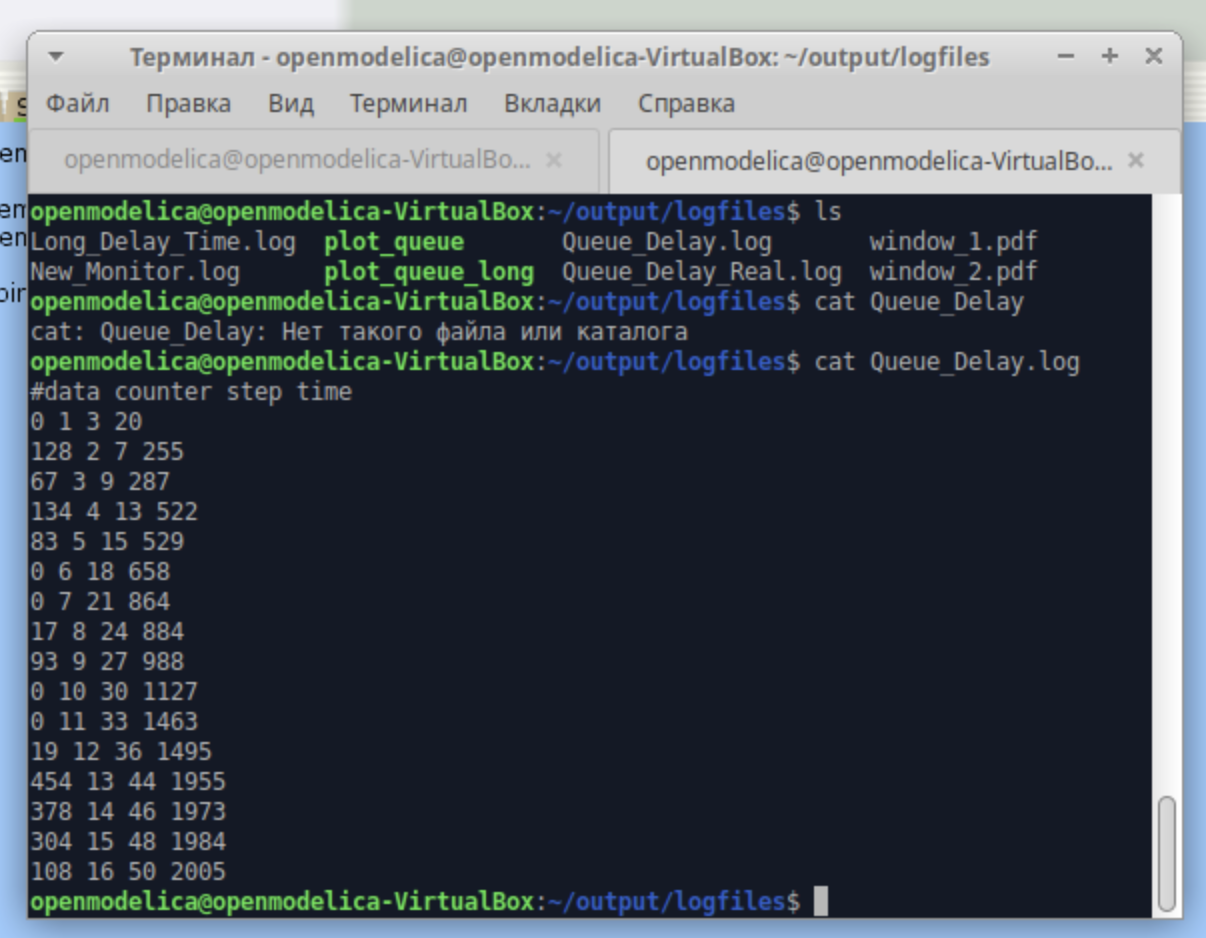 Терминал - openmodelica@openmodelica-VirtualBox: ~/output/logfiles
Файл Правка Вид Терминал Вкладки Справка
openmodelica@openmodelica-VirtualBo... openmodelica@openmodelica-VirtualBo...
openmodelica@openmodelica-VirtualBox:~/output/logfiles$ ls
Long_Delay_Time.log plot_queue Queue_Delay.log window_1.pdf
New_Monitor.log plot_queue_long Queue_Delay_Real.log window_2.pdf
openmodelica@openmodelica-VirtualBox:~/output/logfiles$ cat Queue_Delay
cat: Queue_Delay: Нет такого файла или каталога
openmodelica@openmodelica-VirtualBox:~/output/logfiles$ cat Queue_Delay.log
#data counter step time
0 1 3 20
128 2 7 255
67 3 9 287
134 4 13 522
83 5 15 529
0 6 18 658
0 7 21 864
17 8 24 884
93 9 27 988
0 10 30 1127
0 11 33 1463
19 12 36 1495
454 13 44 1955
378 14 46 1973
304 15 48 1984
108 16 50 2005
openmodelica@openmodelica-VirtualBox:~/output/logfiles$